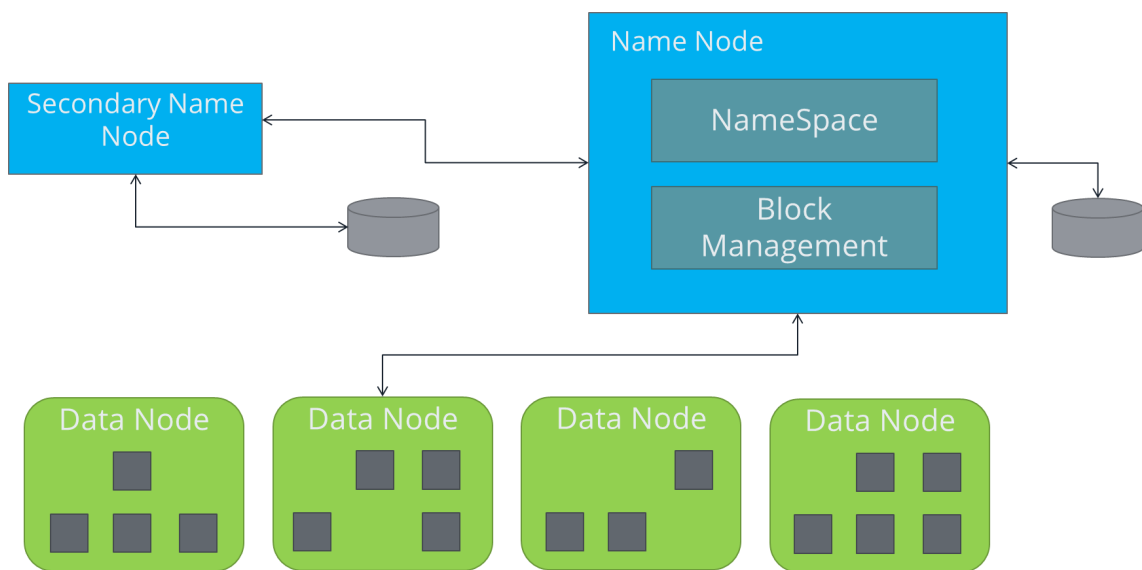 Name Node
Secondary Name
Node
NameSpace
Block
Management
Data Node
Data Node
Data Node
Data Node